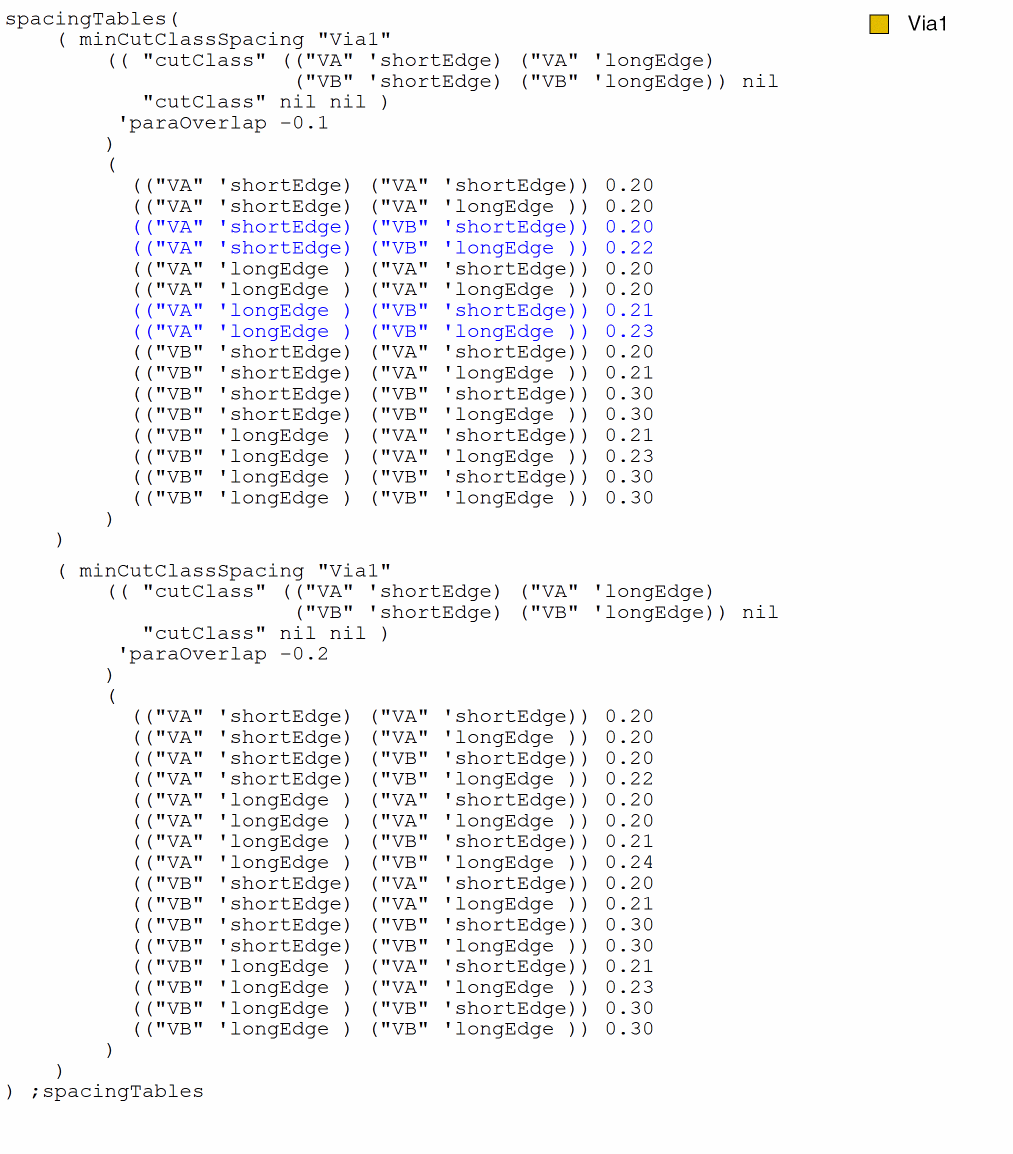 spacingTables(
    ( minCutClassSpacing "Via1"
        (( "cutClass" (("VA" 'shortEdge) ("VA" 'longEdge)
                       ("VB" 'shortEdge) ("VB" 'longEdge)) nil
           "cutClass" nil nil )
         'paraOverlap -0.1
        )
        (
          (("VA" 'shortEdge) ("VA" 'shortEdge)) 0.20
          (("VA" 'shortEdge) ("VA" 'longEdge )) 0.20
          (("VA" 'shortEdge) ("VB" 'shortEdge)) 0.20
          (("VA" 'shortEdge) ("VB" 'longEdge )) 0.22
          (("VA" 'longEdge ) ("VA" 'shortEdge)) 0.20
          (("VA" 'longEdge ) ("VA" 'longEdge )) 0.20
          (("VA" 'longEdge ) ("VB" 'shortEdge)) 0.21
          (("VA" 'longEdge ) ("VB" 'longEdge )) 0.23
          (("VB" 'shortEdge) ("VA" 'shortEdge)) 0.20
          (("VB" 'shortEdge) ("VA" 'longEdge )) 0.21
          (("VB" 'shortEdge) ("VB" 'shortEdge)) 0.30
          (("VB" 'shortEdge) ("VB" 'longEdge )) 0.30
          (("VB" 'longEdge ) ("VA" 'shortEdge)) 0.21
          (("VB" 'longEdge ) ("VA" 'longEdge )) 0.23
          (("VB" 'longEdge ) ("VB" 'shortEdge)) 0.30
          (("VB" 'longEdge ) ("VB" 'longEdge )) 0.30
        )
    )
    ( minCutClassSpacing "Via1"
        (( "cutClass" (("VA" 'shortEdge) ("VA" 'longEdge)
                       ("VB" 'shortEdge) ("VB" 'longEdge)) nil
           "cutClass" nil nil )
         'paraOverlap -0.2
        )
        (
          (("VA" 'shortEdge) ("VA" 'shortEdge)) 0.20
          (("VA" 'shortEdge) ("VA" 'longEdge )) 0.20
          (("VA" 'shortEdge) ("VB" 'shortEdge)) 0.20
          (("VA" 'shortEdge) ("VB" 'longEdge )) 0.22
          (("VA" 'longEdge ) ("VA" 'shortEdge)) 0.20
          (("VA" 'longEdge ) ("VA" 'longEdge )) 0.20
          (("VA" 'longEdge ) ("VB" 'shortEdge)) 0.21
          (("VA" 'longEdge ) ("VB" 'longEdge )) 0.24
          (("VB" 'shortEdge) ("VA" 'shortEdge)) 0.20
          (("VB" 'shortEdge) ("VA" 'longEdge )) 0.21
          (("VB" 'shortEdge) ("VB" 'shortEdge)) 0.30
          (("VB" 'shortEdge) ("VB" 'longEdge )) 0.30
          (("VB" 'longEdge ) ("VA" 'shortEdge)) 0.21
          (("VB" 'longEdge ) ("VA" 'longEdge )) 0.23
          (("VB" 'longEdge ) ("VB" 'shortEdge)) 0.30
          (("VB" 'longEdge ) ("VB" 'longEdge )) 0.30
        )
    )
) ;spacingTables
Via1